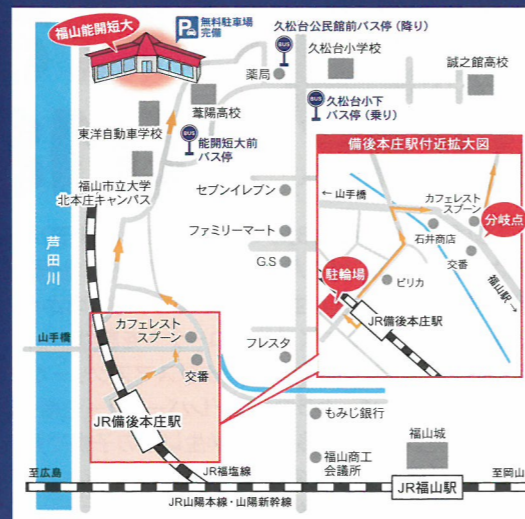 福山能開短大
P
無料駐車場
完備
久松台公民館前バス停(降り)
BUS
久松台小学校
誠之館高校
薬局
葦陽高校
BUS
久松台小下
バス停(乗り)
東洋自動車学校
BUS
能開短大前
バス停
福山市立大学
北本庄キャンパス
セブンイレブン
ファミリーマート
G.S
芦田川
山手橋
カフェレスト
スプーン
交番
フレスタ
JR備後本庄駅
もみじ銀行
福山城
福山商工
会議所
至広島
JR福塩線
JR福山駅
至岡山
JR山陽本線・山陽新幹線
備後本庄駅付近拡大図
← 山手橋
カフェレスト
スプーン
分岐点
石井商店
交番
福山駅→
駐輪場
ピリカ
JR備後本庄駅